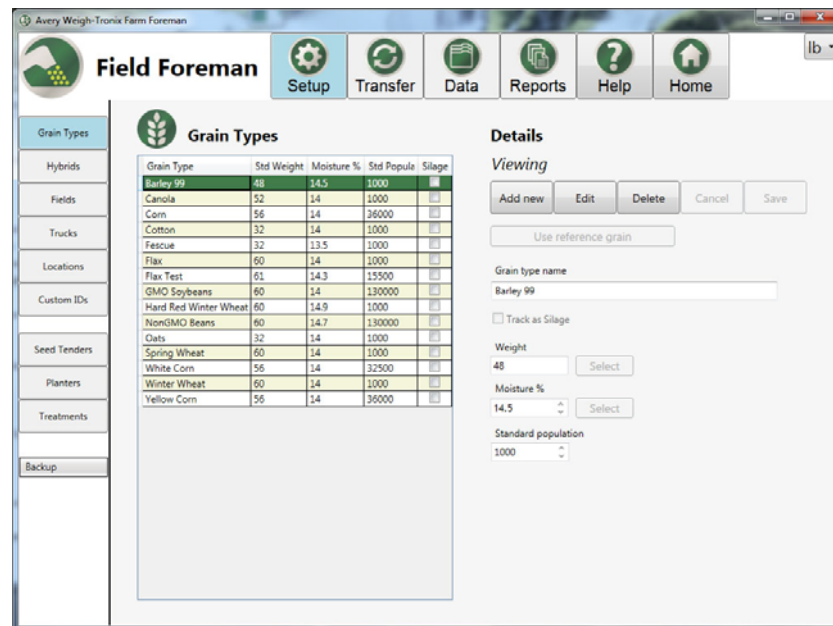 Avery Weigh-Tronix Farm Foreman
Field Foreman
Setup
Transfer
Data
Reports
Help
Home
lb
Grain Types
Hybrids
Fields
Trucks
Locations
Custom IDs
Seed Tenders
Planters
Treatments
Backup
Grain Types
Grain Type Std Weight Moisture % Std Popula Silage
Barley 99 48 14.5 1000
Canola 52 14 1000
Corn 56 14 36000
Cotton 32 14 1000
Fescue 32 13.5 1000
Flax 60 14 1000
Flax Test 61 14.3 15500
GMO Soybeans 60 14 130000
Hard Red Winter Wheat 60 14.9 1000
NonGMO Beans 60 14.7 130000
Oats 32 14 1000
Spring Wheat 60 14 1000
White Corn 56 14 32500
Winter Wheat 60 14 1000
Yellow Corn 56 14 36000
Details
Viewing
Add new Edit Delete Cancel Save
Use reference grain
Grain type name
Barley 99
Track as Silage
Weight
48 Select
Moisture %
14.5 Select
Standard population
1000